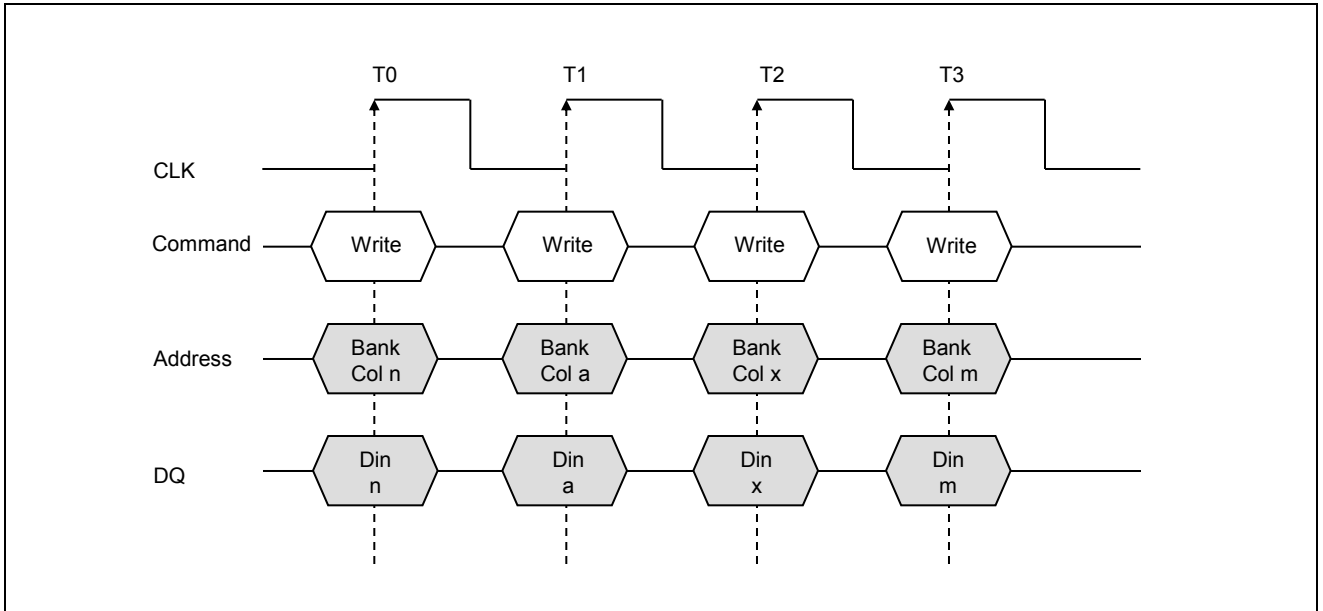 T0 T1 T2 T3
CLK
Command Write Write Write Write
Address
Bank Bank Bank Bank
Col n Col a Col x Col m
DQ
Din Din Din Din
n a x m